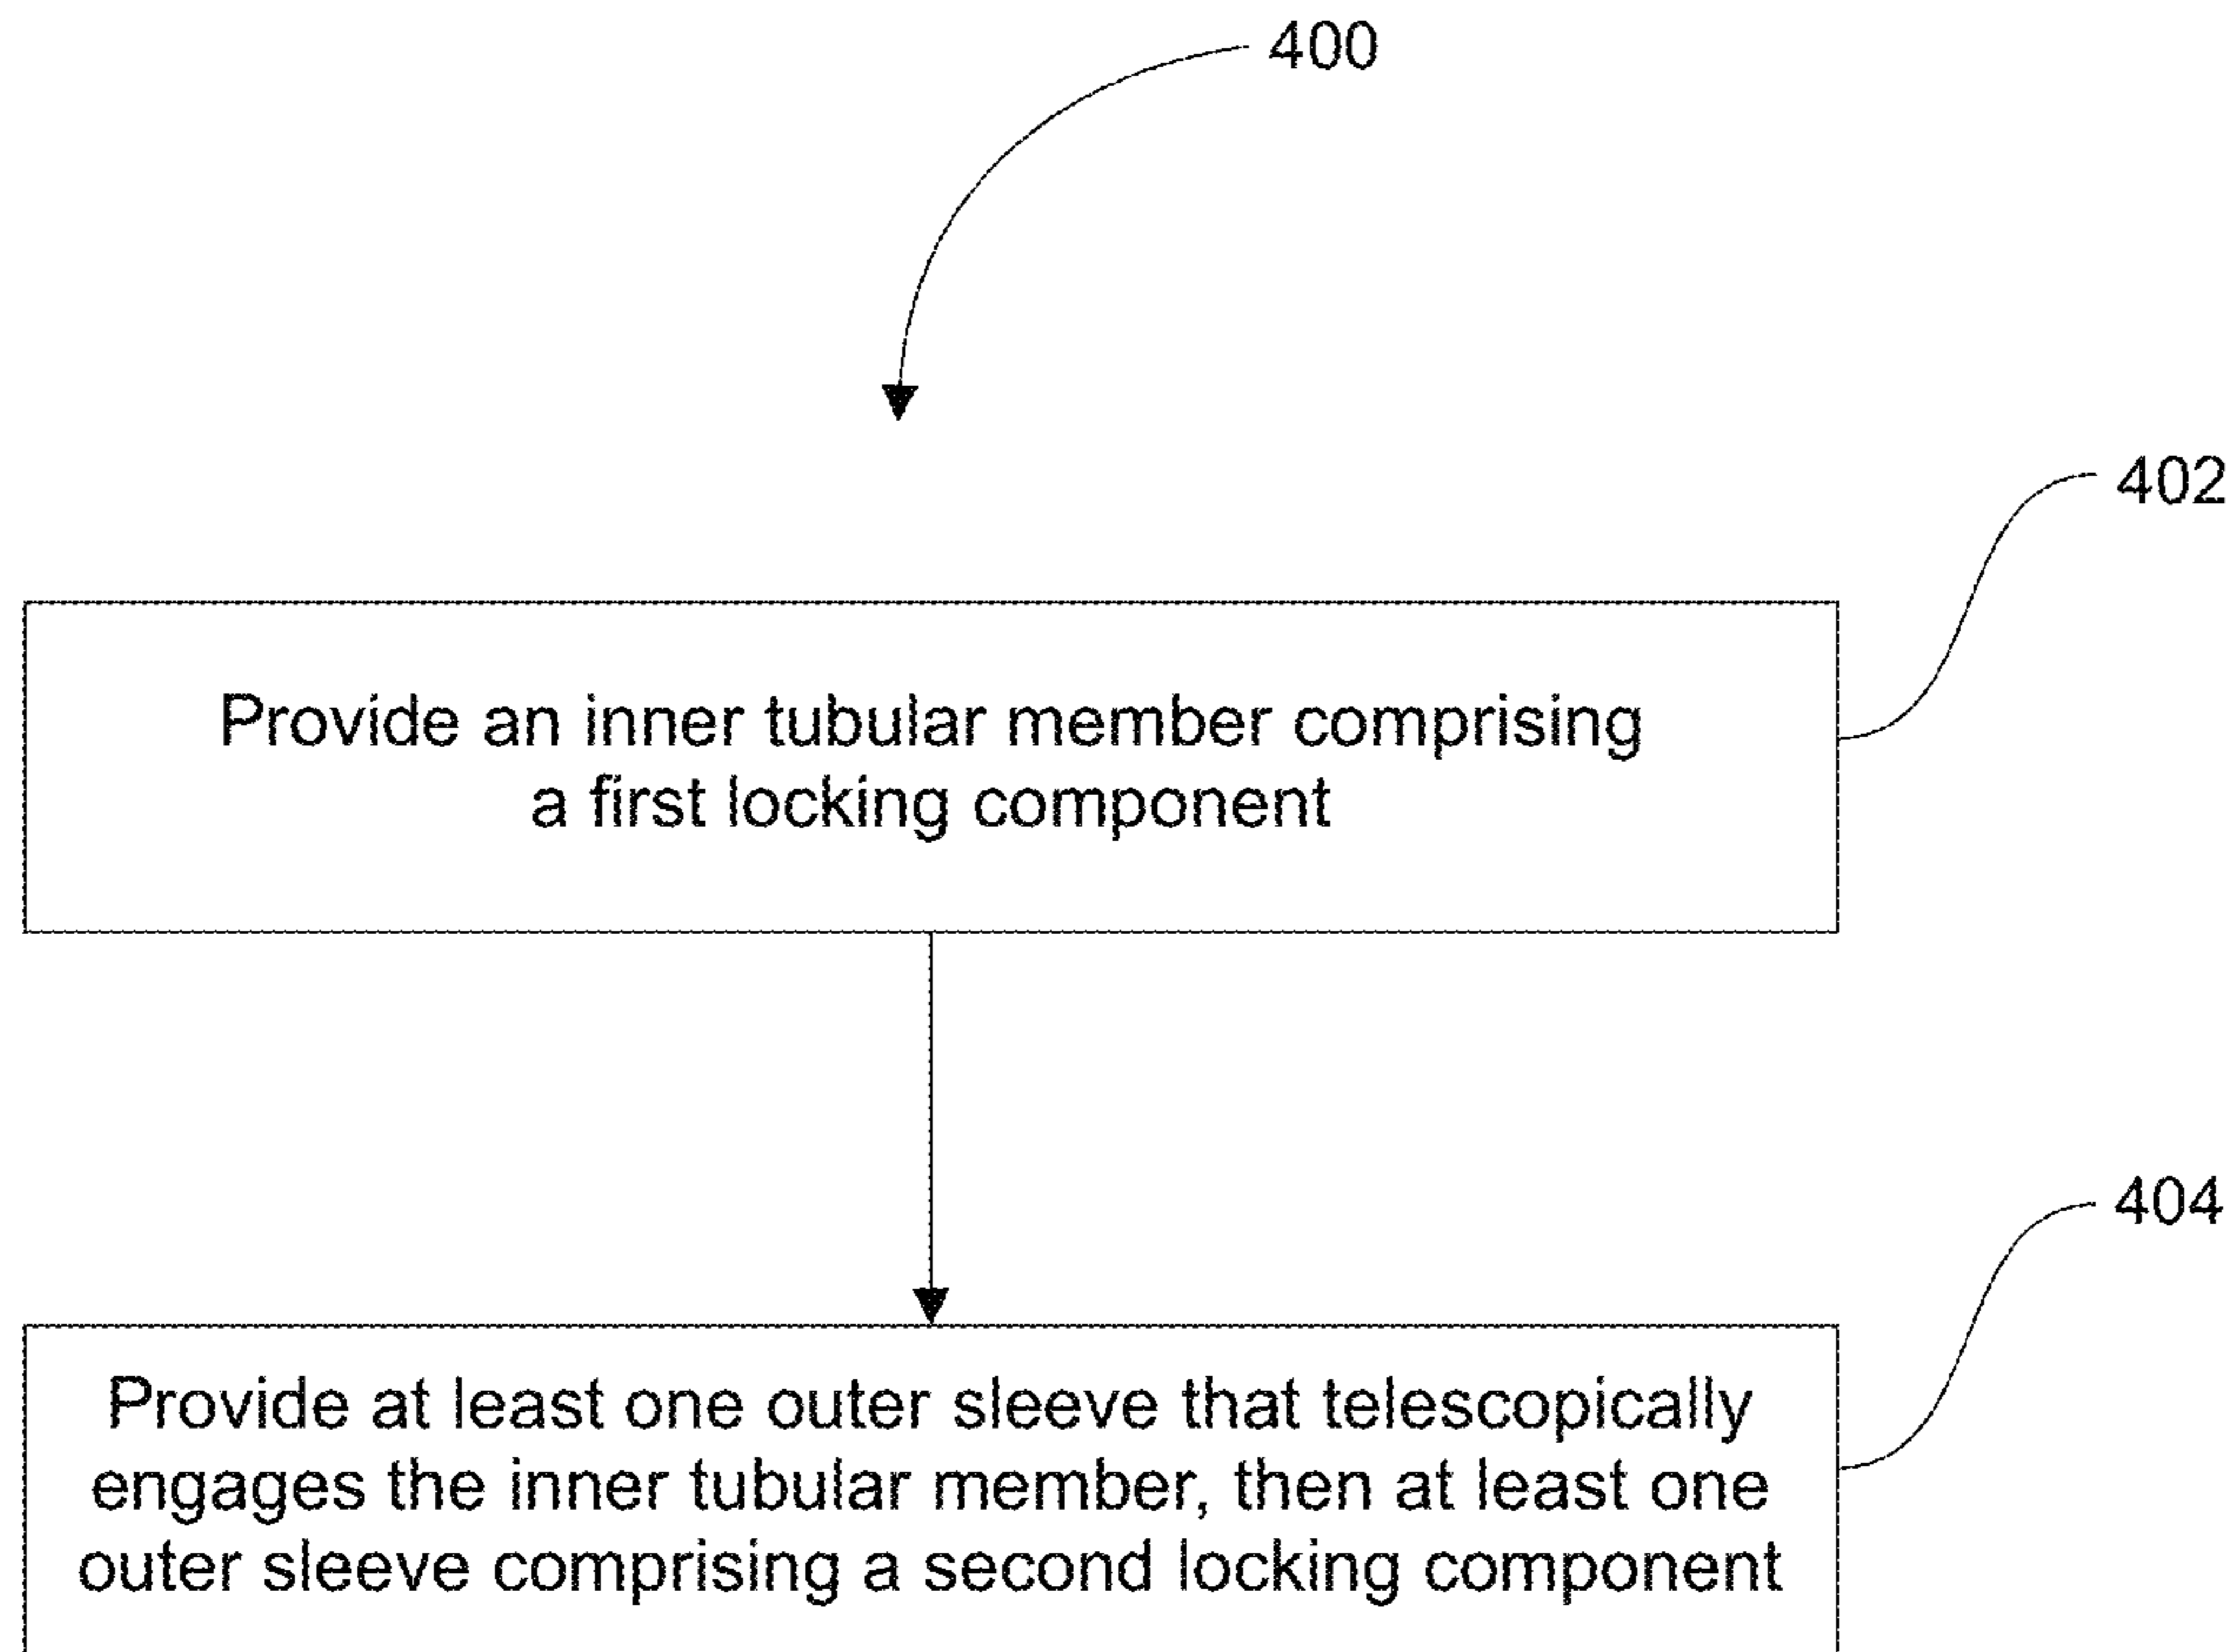 400
402
Provide an inner tubular member comprising
a first locking component
404
Provide at least one outer sleeve that telescopically
engages the inner tubular member, then at least one
outer sleeve comprising a second locking component